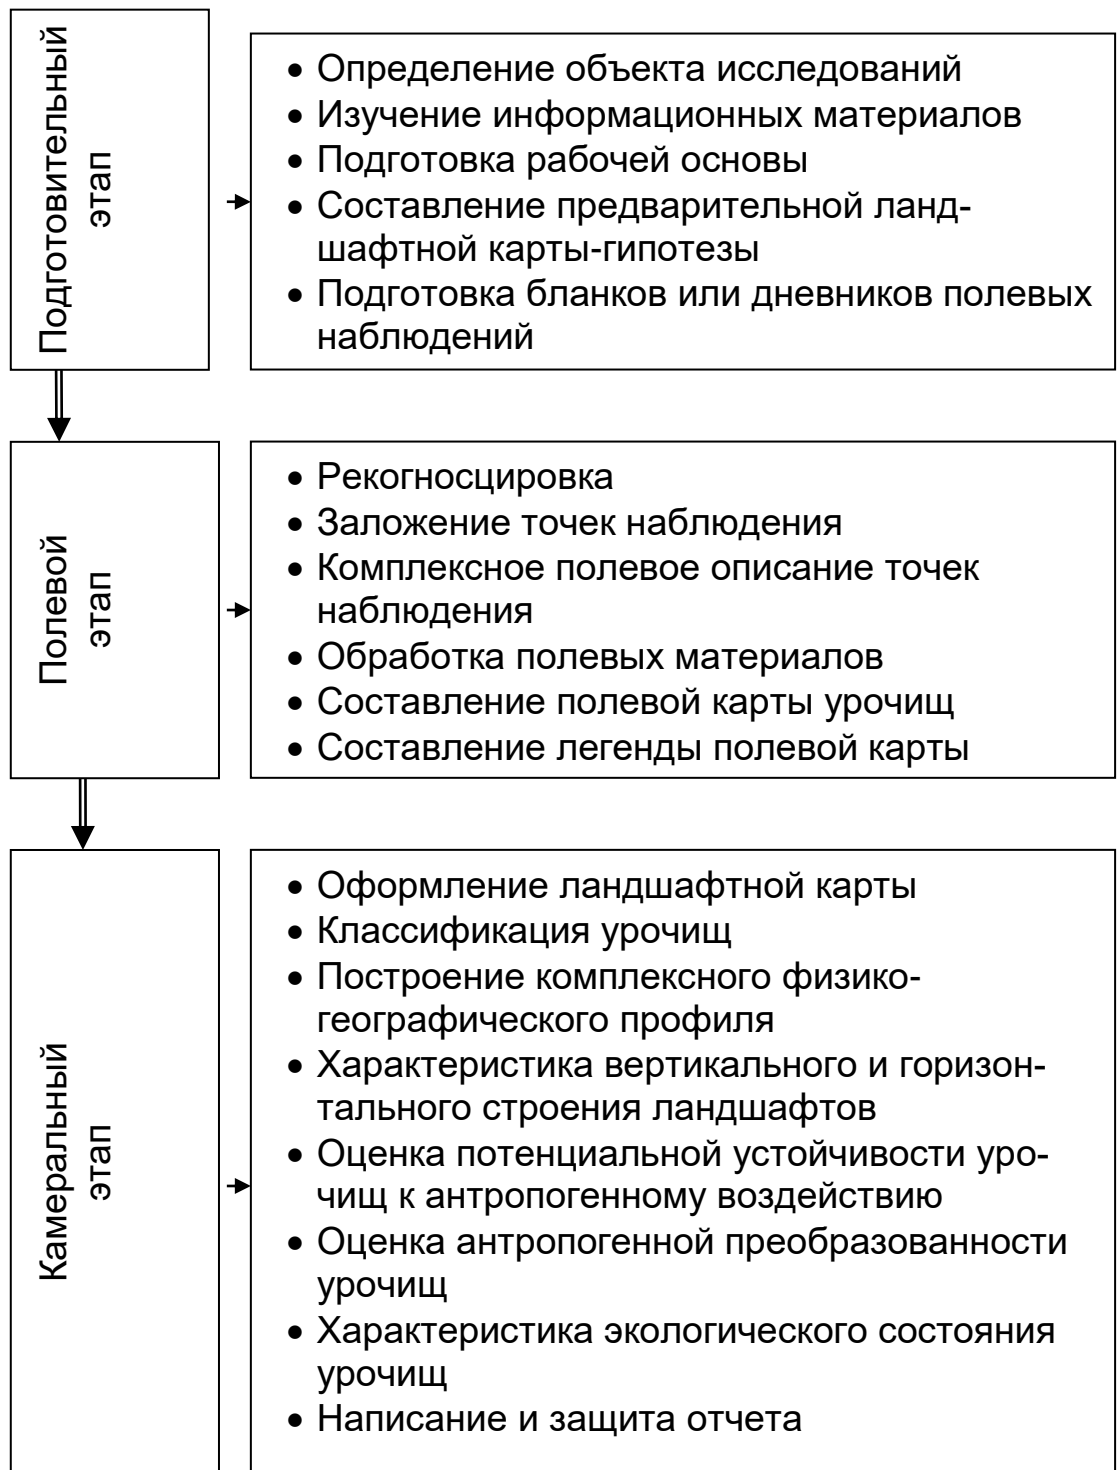 Подготовительный
этап
• Определение объекта исследований
• Изучение информационных материалов
• Подготовка рабочей основы
• Составление предварительной ланд-
шафтной карты-гипотезы
• Подготовка бланков или дневников полевых
наблюдений
Полевой
этап
• Рекогносцировка
• Заложение точек наблюдения
• Комплексное полевое описание точек
наблюдения
• Обработка полевых материалов
• Составление полевой карты урочищ
• Составление легенды полевой карты
Камеральный
этап
• Оформление ландшафтной карты
• Классификация урочищ
• Построение комплексного физико-
географического профиля
• Характеристика вертикального и горизон-
тального строения ландшафтов
• Оценка потенциальной устойчивости уро-
чищ к антропогенному воздействию
• Оценка антропогенной преобразованности
урочищ
• Характеристика экологического состояния
урочищ
• Написание и защита отчета